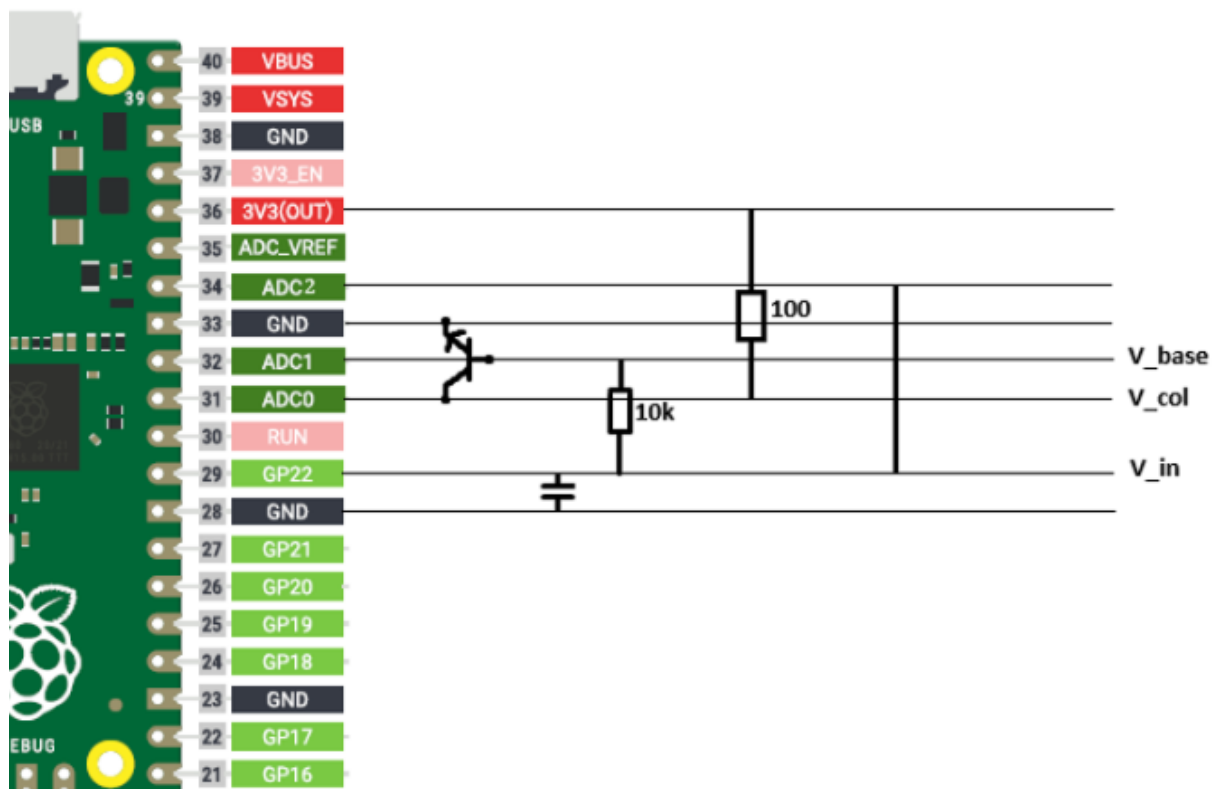 40 VBUS
39 39 VSYS
USB
38 GND
37 3V3_EN
36 3V3(OUT)
35 ADC_VREF
34 ADC2
33 GND
100
32 ADC1 V_base
31 ADC0 V_col
10k
30 RUN
29 GP22 V_in
28 GND
27 GP21
26 GP20
25 GP19
24 GP18
23 GND
22 GP17
EBUG
21 GP16